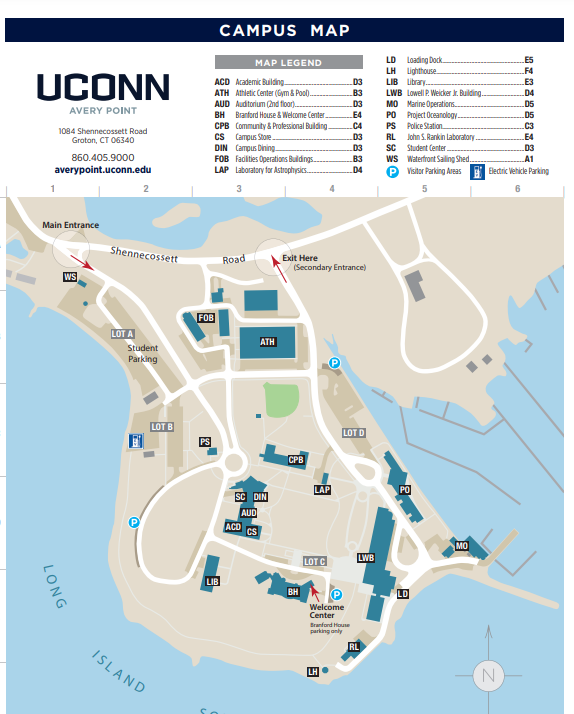 CAMPUS MAP
UCONN
AVERY POINT
1084 Shennecossett Road
Groton, CT 06340
860.405.9000
averypoint.uconn.edu
MAP LEGEND
ACD Academic Building D3
ATH Athletic Center (Gym & Pool) B3
AUD Auditorium (2nd floor) D3
BH Branford House & Welcome Center E4
CPB Community & Professional Building C4
CS Campus Store D3
DIN Campus Dining D3
FOB Facilities Operations Buildings B3
LAP Laboratory for Astrophysics D4
LD Loading Dock E5
LH Lighthouse F4
LIB Library E3
LWB Lowell P. Weicker Jr. Building D4
MO Marine Operations D5
PO Project Oceanology D5
PS Police Station C3
RL John S. Rankin Laboratory E4
SC Student Center D3
WS Waterfront Sailing Shed A1
P Visitor Parking Areas
Electric Vehicle Parking
1 2 3 4 5 6
Main Entrance
Shennecossett Road
Exit Here
(Secondary Entrance)
WS
FOB
LOT A
ATH
Student
Parking
P
LOT B
LOT D
PS
CPB
SC
DIN
LAP
PO
AUD
P
ACD
CS
MO
LOT C
LWB
LIB
BH
P
LD
Welcome
Center
Branford House
parking only
RL
LH
LONG
ISLAND
SO
N